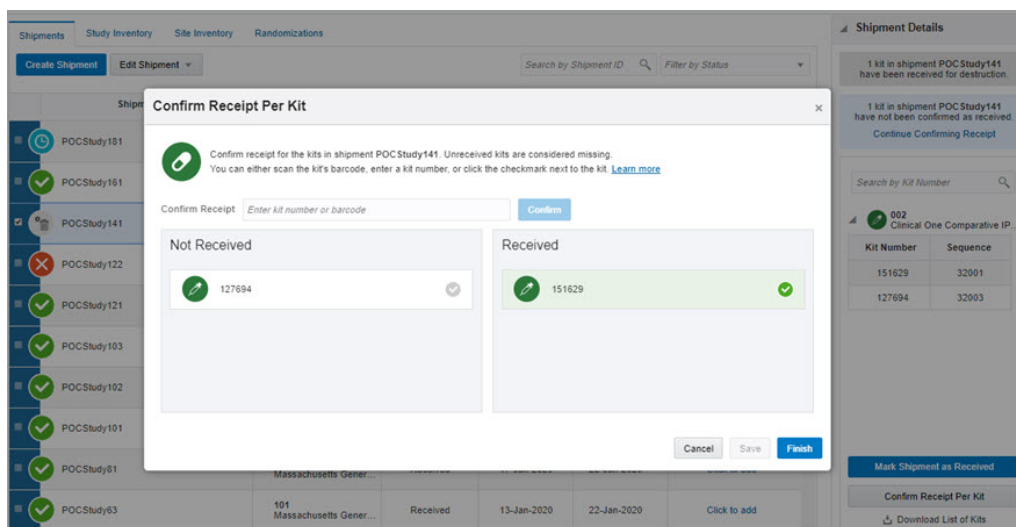 Shipments Study Inventory Site Inventory Randomizations
Create Shipment Edit Shipment Search by Shipment ID Filter by Status
Shipm
POCStudy181
POCStudy161
POCStudy141
POCStudy122
POCStudy121
POCStudy103
POCStudy102
POCStudy101
POCStudy81
Massachusetts Gener...
POCStudy63
101
Massachusetts Gener...
Received 13-Jan-2020 22-Jan-2020 Click to add
Confirm Receipt Per Kit
Confirm receipt for the kits in shipment POCStudy141. Unreceived kits are considered missing.
You can either scan the kit's barcode, enter a kit number, or click the checkmark next to the kit. Learn more
Confirm Receipt Enter kit number or barcode Confirm
Not Received
127694
Received
151629
Cancel Save Finish
Shipment Details
1 kit in shipment POCStudy141
have been received for destruction.
1 kit in shipment POCStudy141
have not been confirmed as received.
Continue Confirming Receipt
Search by Kit Number
002
Clinical One Comparative IP...
Kit Number Sequence
151629 32001
127694 32003
Mark Shipment as Received
Confirm Receipt Per Kit
Download List of Kits